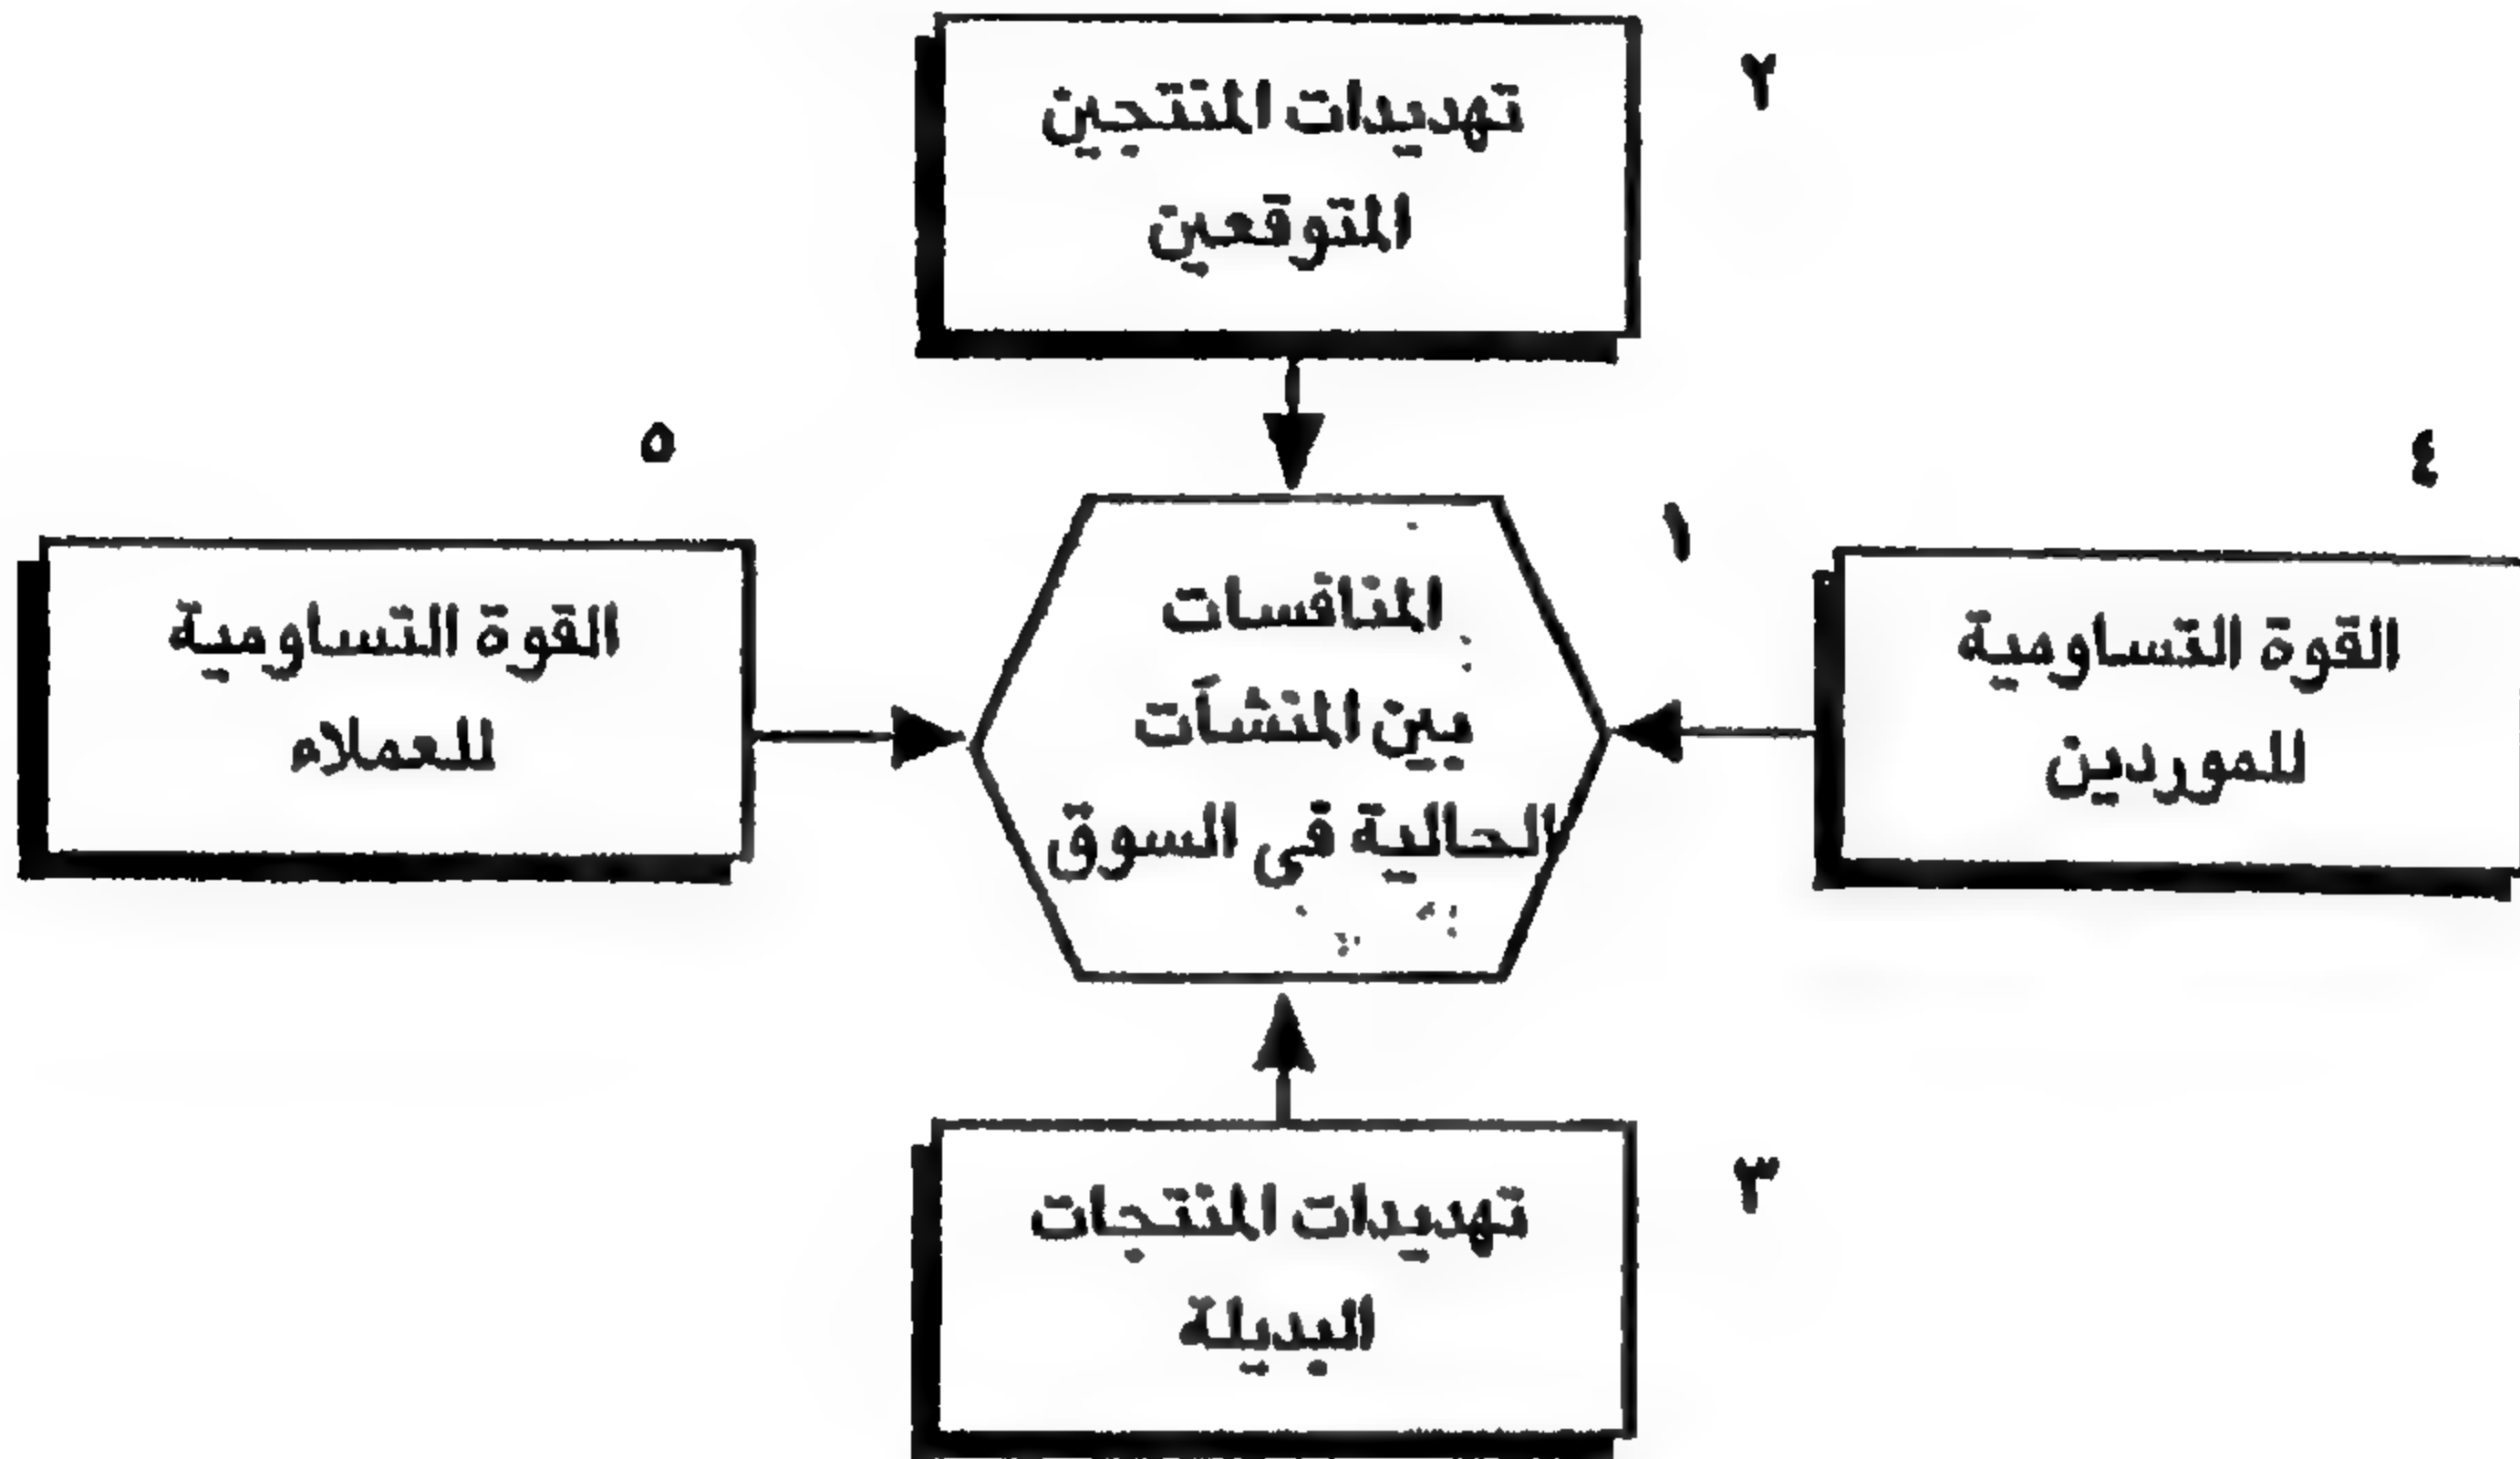 ٢
تهديدات المنتجين
المتوقعين
٤
القوة التساومية
للموردين
١
المنافسات
بين المنشآت
الحالية فى السوق
٥
القوة التساومية
للعملاء
٣
تهديدات المنتجات
البديلة